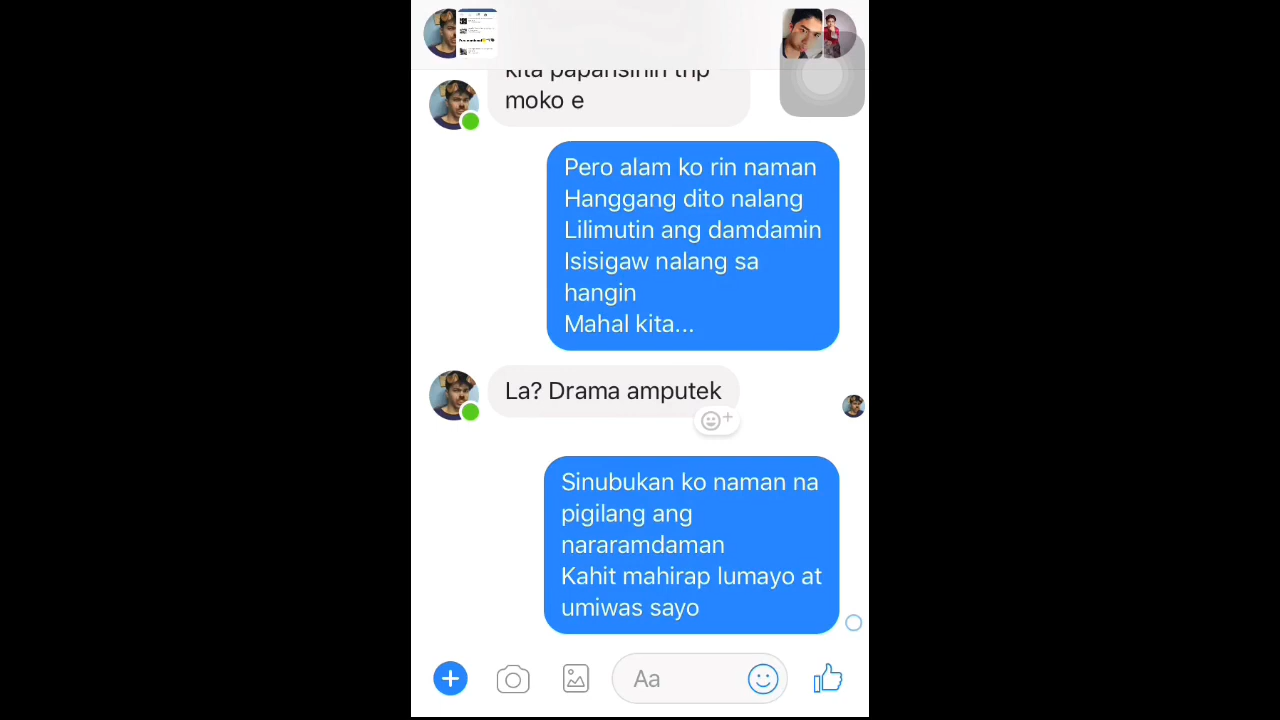 kita papansinin trip
moko e
Pero alam ko rin naman
Hanggang dito nalang
Lilimutin ang damdamin
Isisigaw nalang sa
hangin
Mahal kita...
La? Drama amputek
Sinubukan ko naman na
pigilang ang
nararamdaman
Kahit mahirap lumayo at
umiwas sayo
Aa